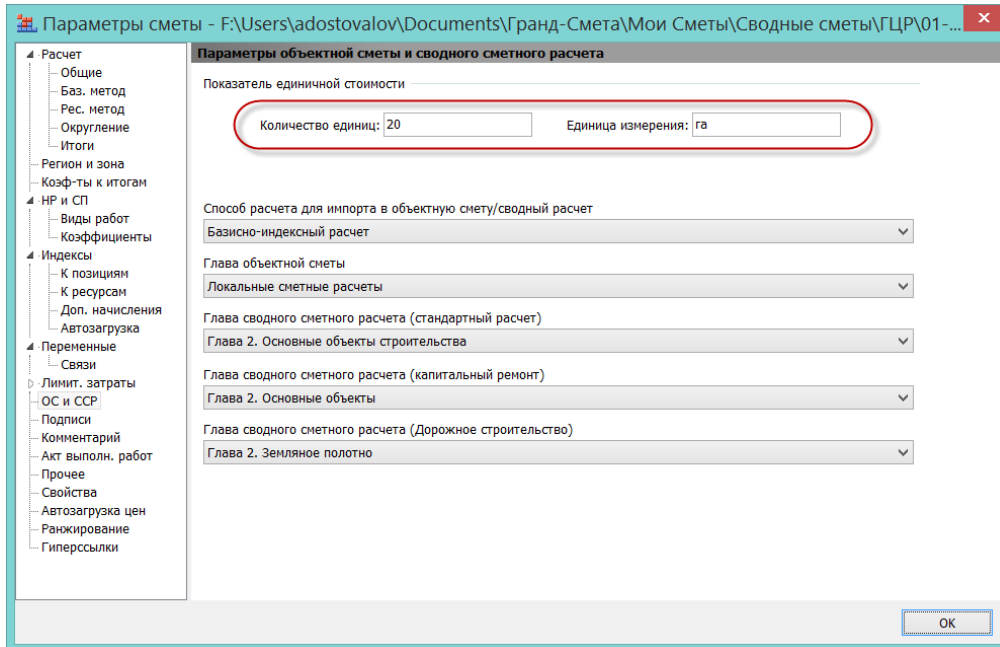 Параметры сметы - F:\Users\adostovalov\Documents\Гранд-Смета\Мои Сметы\Сводные сметы\ГЦР\01-...
Расчет
Общие
Баз. метод
Рес. метод
Округление
Итоги
Регион и зона
Коэф-ты к итогам
НР и СП
Виды работ
Коэффициенты
Индексы
К позициям
К ресурсам
Доп. начисления
Автозагрузка
Переменные
Связи
Лимит. затраты
ОС и ССР
Подписи
Комментарий
Акт выполн. работ
Прочее
Свойства
Автозагрузка цен
Ранжирование
Гиперссылки
Параметры объектной сметы и сводного сметного расчета
Показатель единичной стоимости
Количество единиц: 20 Единица измерения: га
Способ расчета для импорта в объектную смету/сводный расчет
Базисно-индексный расчет
Глава объектной сметы
Локальные сметные расчеты
Глава сводного сметного расчета (стандартный расчет)
Глава 2. Основные объекты строительства
Глава сводного сметного расчета (капитальный ремонт)
Глава 2. Основные объекты
Глава сводного сметного расчета (Дорожное строительство)
Глава 2. Земляное полотно
ОК